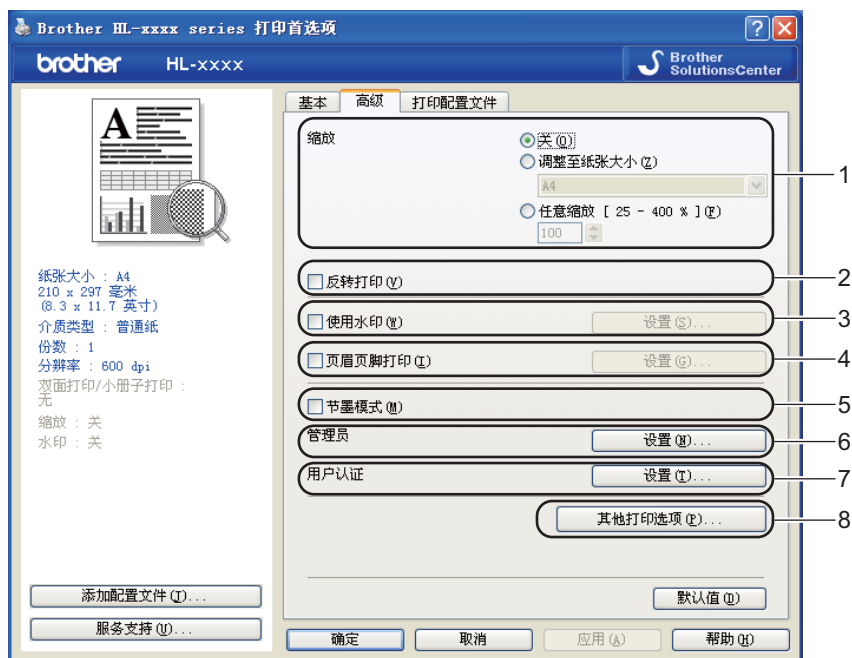 Brother HL-xxxx series 打印首选项
brother HL-xxxx
Brother
SolutionsCenter
基本 高级 打印配置文件
A
纸张大小 : A4
210 x 297 毫米
(8.3 x 11.7 英寸)
介质类型 : 普通纸
份数 : 1
分辨率 : 600 dpi
双面打印/小册子打印 :
无
缩放 : 关
水印 : 关
添加配置文件(J)...
服务支持(U)...
缩放
关(O)
调整至纸张大小(Z)
A4
任意缩放 [ 25 - 400 % ](F)
100
反转打印(V)
使用水印(W) 设置(S)...
页眉页脚打印(I) 设置(G)...
节墨模式(M)
管理员 设置(N)...
用户认证 设置(T)...
其他打印选项(P)...
默认值(D)
确定 取消 应用(A) 帮助(H)
1
2
3
4
5
6
7
8